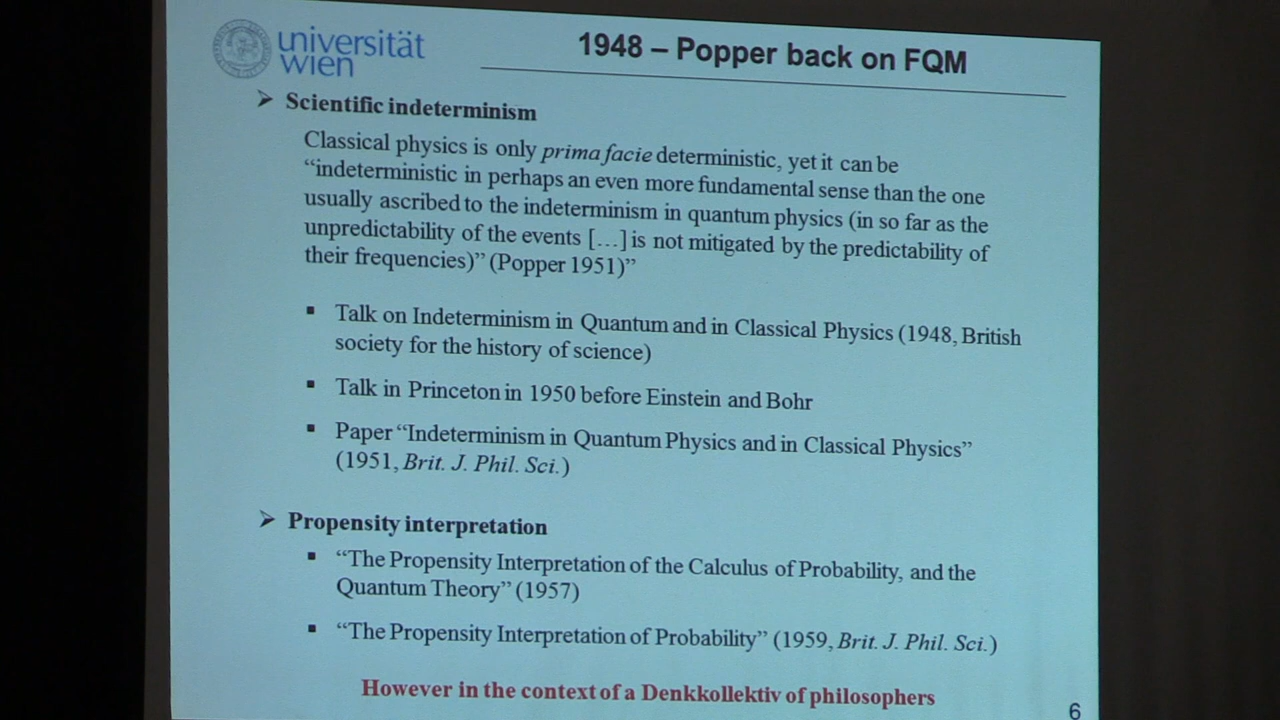 universität
wien
1948 – Popper back on FQM
Scientific indeterminism
Classical physics is only prima facie deterministic, yet it can be
“indeterministic in perhaps an even more fundamental sense than the one
usually ascribed to the indeterminism in quantum physics (in so far as the
unpredictability of the events […] is not mitigated by the predictability of
their frequencies)” (Popper 1951)”
Talk on Indeterminism in Quantum and in Classical Physics (1948, British
society for the history of science)
Talk in Princeton in 1950 before Einstein and Bohr
Paper “Indeterminism in Quantum Physics and in Classical Physics”
(1951, Brit. J. Phil. Sci.)
Propensity interpretation
“The Propensity Interpretation of the Calculus of Probability, and the
Quantum Theory” (1957)
“The Propensity Interpretation of Probability” (1959, Brit. J. Phil. Sci.)
However in the context of a Denkkollektiv of philosophers
6